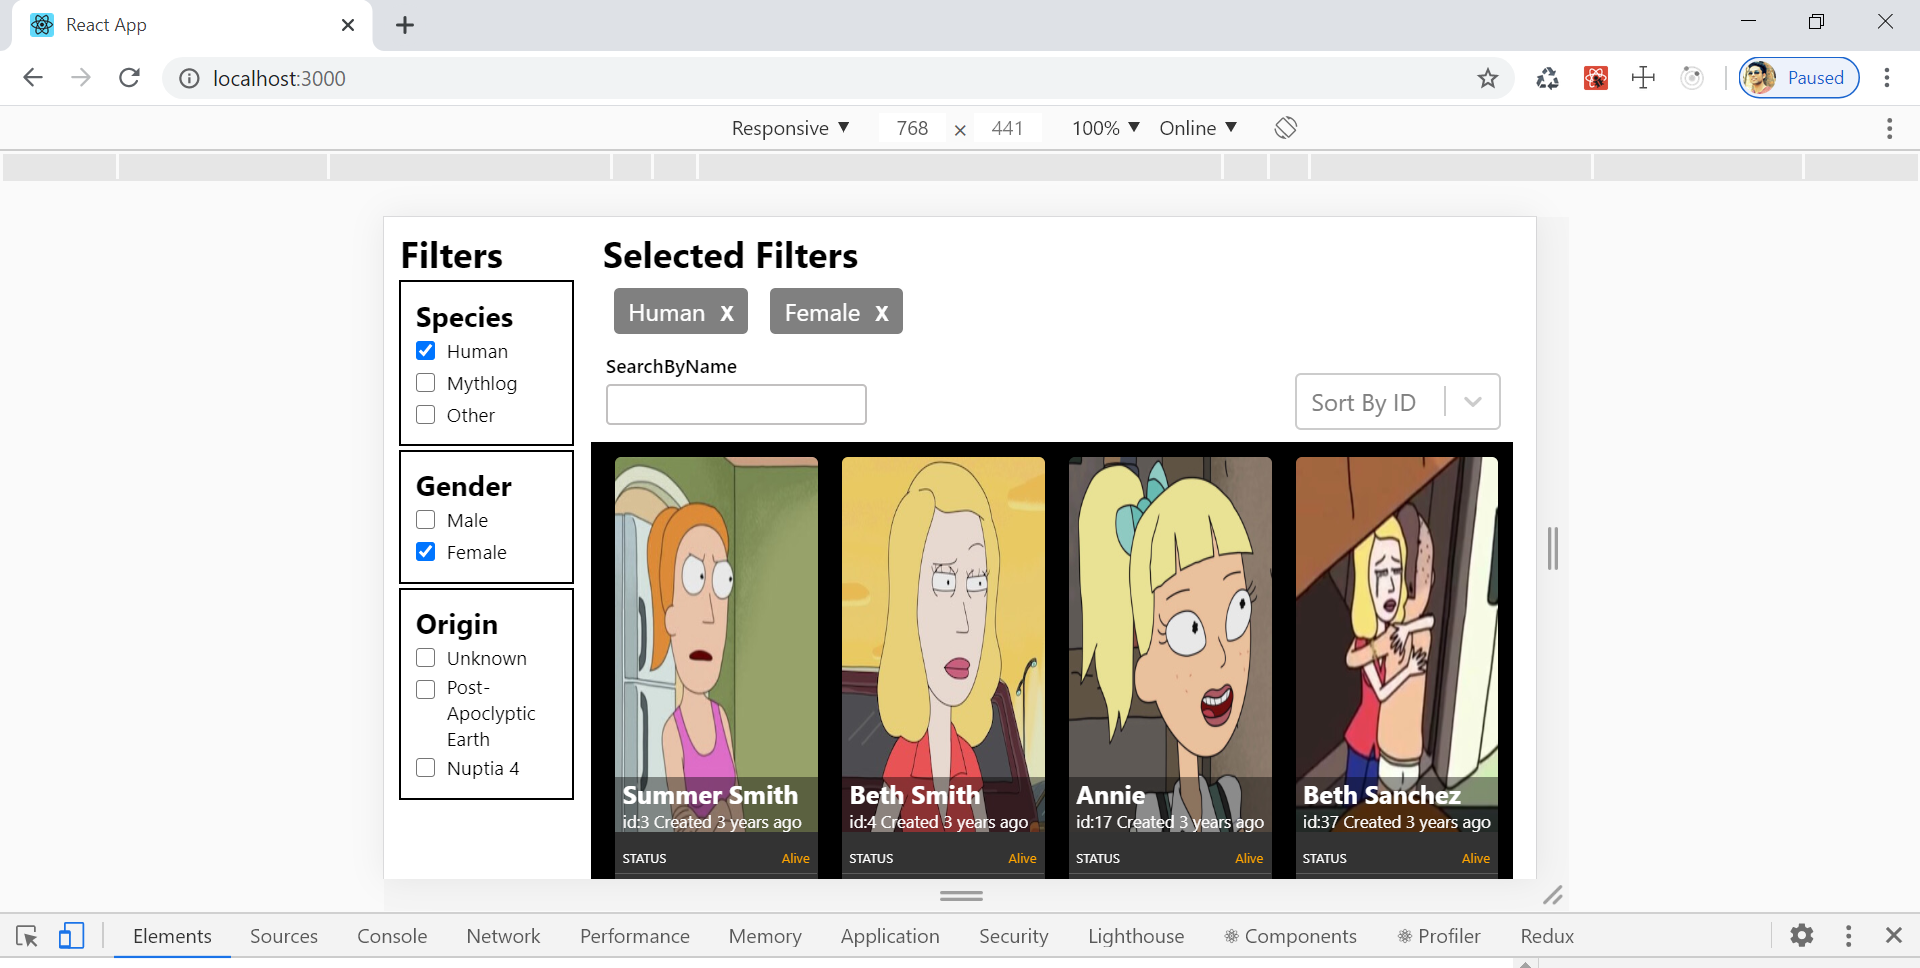 React App
localhost:3000
Paused
Responsive ▼ 768 × 441 100% ▼ Online ▼
Filters
Species
Human
Mythlog
Other
Gender
Male
Female
Origin
Unknown
Post-
Apoclyptic
Earth
Nuptia 4
Selected Filters
Human X Female X
SearchByName
Sort By ID
Summer Smith
id:3 Created 3 years ago
STATUS Alive
Beth Smith
id:4 Created 3 years ago
STATUS Alive
Annie
id:17 Created 3 years ago
STATUS Alive
Beth Sanchez
id:37 Created 3 years ago
STATUS Alive
Elements Sources Console Network Performance Memory Application Security Lighthouse Components Profiler Redux